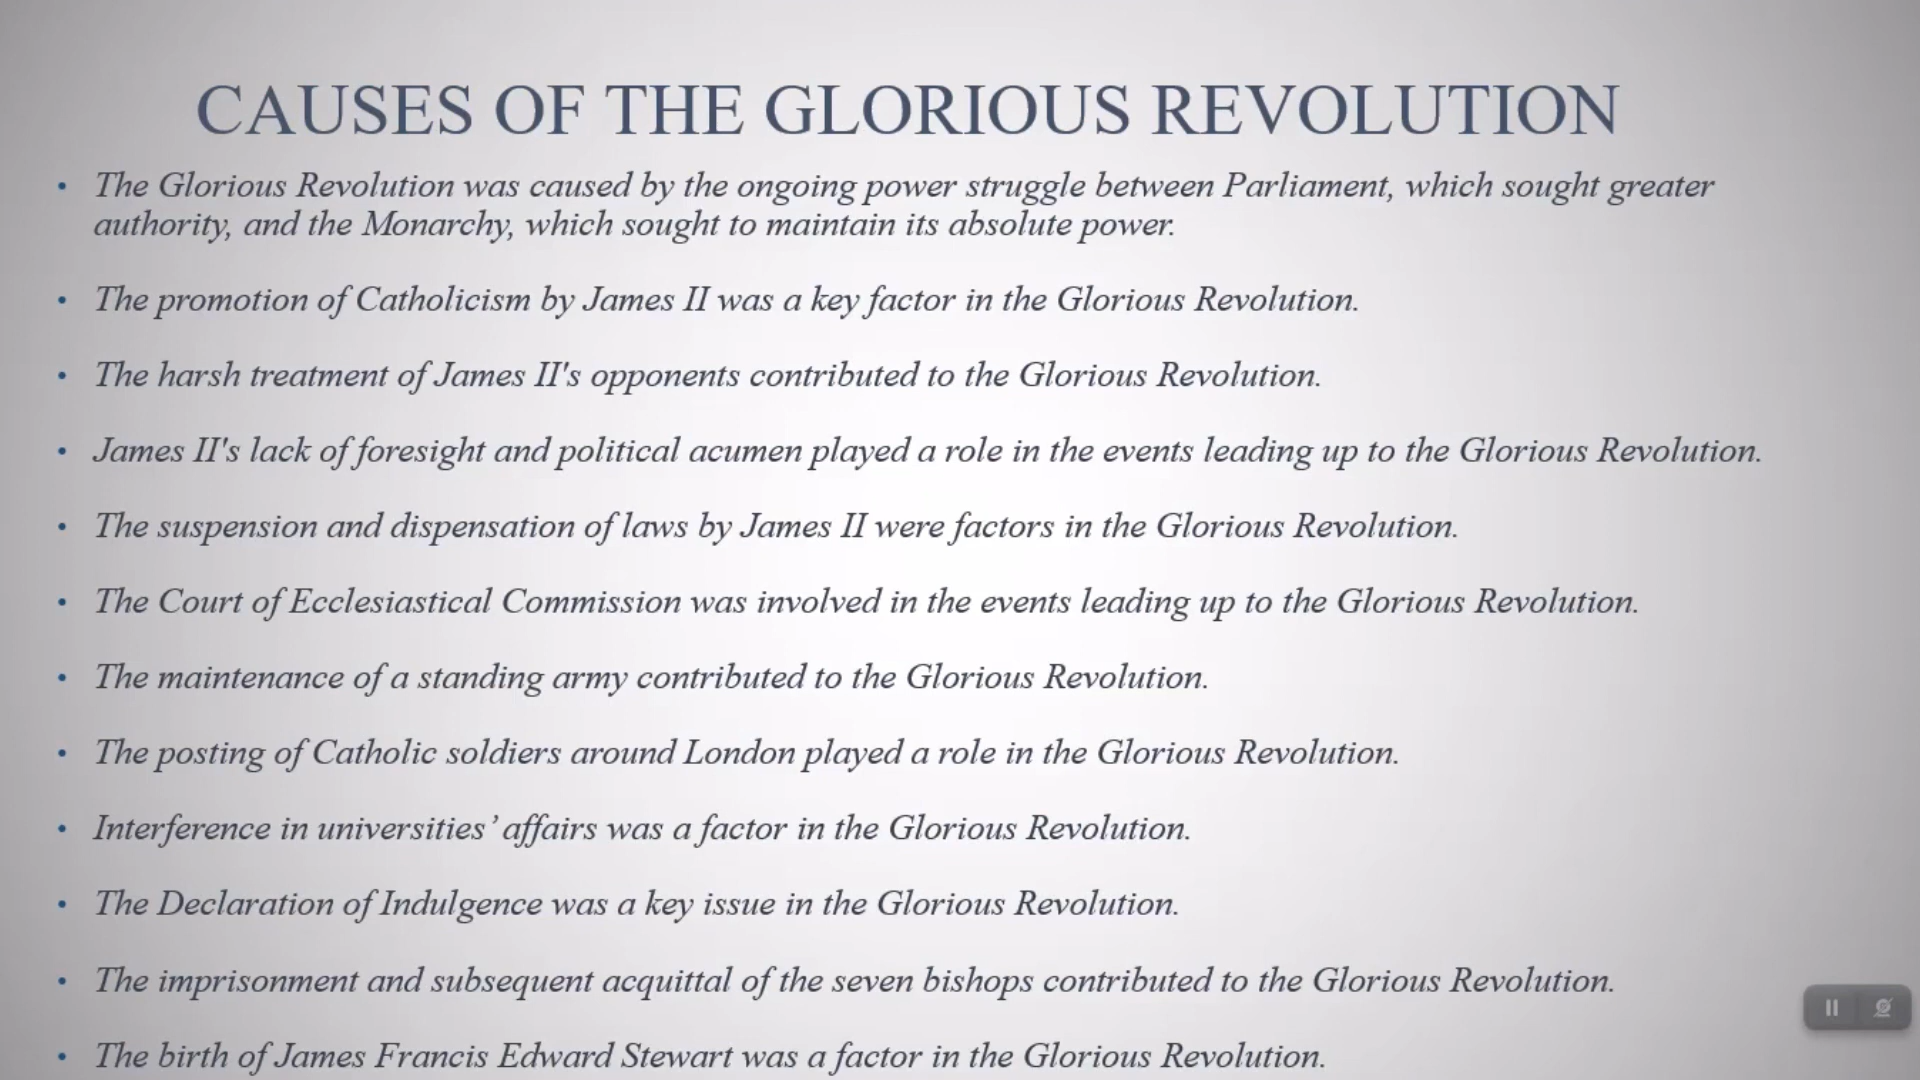 CAUSES OF THE GLORIOUS REVOLUTION
• The Glorious Revolution was caused by the ongoing power struggle between Parliament, which sought greater
authority, and the Monarchy, which sought to maintain its absolute power.
• The promotion of Catholicism by James II was a key factor in the Glorious Revolution.
• The harsh treatment of James II's opponents contributed to the Glorious Revolution.
• James II's lack of foresight and political acumen played a role in the events leading up to the Glorious Revolution.
• The suspension and dispensation of laws by James II were factors in the Glorious Revolution.
• The Court of Ecclesiastical Commission was involved in the events leading up to the Glorious Revolution.
• The maintenance of a standing army contributed to the Glorious Revolution.
• The posting of Catholic soldiers around London played a role in the Glorious Revolution.
• Interference in universities’ affairs was a factor in the Glorious Revolution.
• The Declaration of Indulgence was a key issue in the Glorious Revolution.
• The imprisonment and subsequent acquittal of the seven bishops contributed to the Glorious Revolution.
• The birth of James Francis Edward Stewart was a factor in the Glorious Revolution.